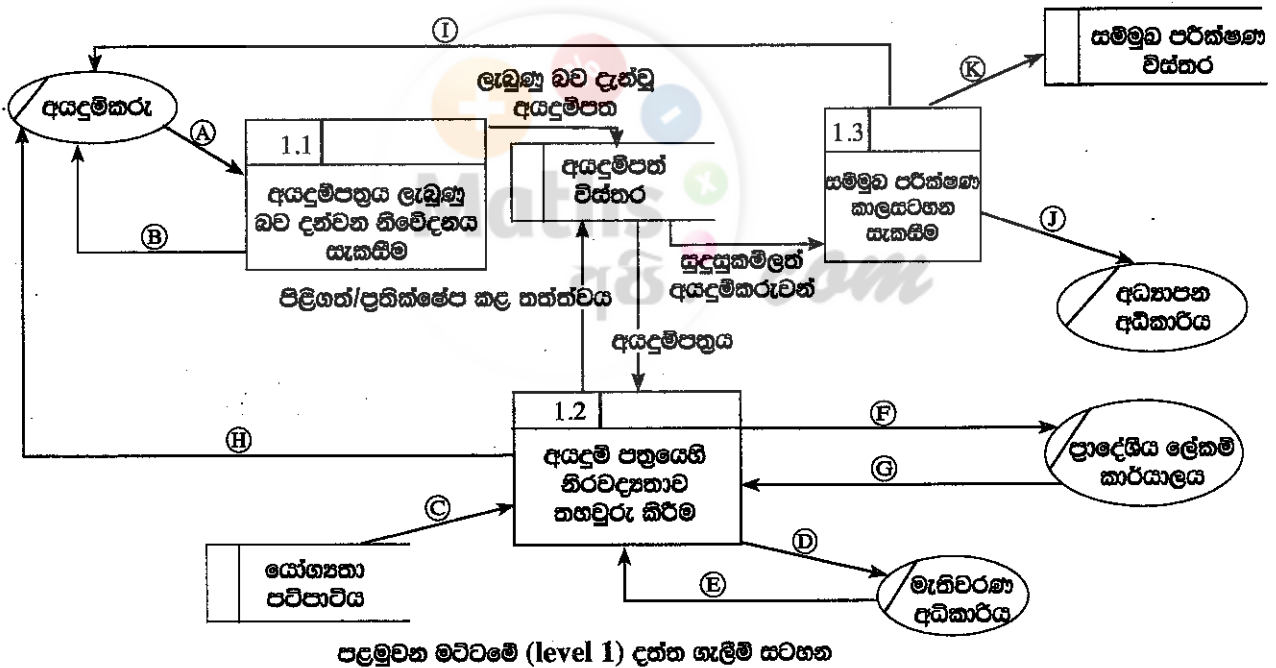 Ⓘ
සම්මුඛ පරීක්ෂණ
විස්තර
Ⓚ
අයදුම්කරු
ලැබුණු බව දැන්වූ
අයදුම්පත
Ⓐ
1.1
1.3
අයදුම්පත්
විස්තර
අයදුම්පත්‍රය ලැබුණු
බව දන්වන නිවේදනය
සැකසීම
සම්මුඛ පරීක්ෂණ
කාලසටහන
සැකසීම
Ⓙ
Ⓑ
Maths
අපි .com
සුදුසුකම්ලත්
අයදුම්කරුවන්
පිළිගත්/ප්‍රතික්ෂේප කළ තත්ත්වය
අධ්‍යාපන
අධිකාරිය
අයදුම්පත්‍රය
1.2
Ⓕ
Ⓗ
අයදුම් පත්‍රයෙහි
නිරවද්‍යතාව
තහවුරු කිරීම
ප්‍රාදේශීය ලේකම්
කාර්යාලය
Ⓖ
Ⓒ
Ⓓ
යෝග්‍යතා
පටිපාටිය
Ⓔ
මැතිවරණ
අධිකාරිය
පළමුවන මට්ටමේ (level 1) දත්ත ගැලීම් සටහන